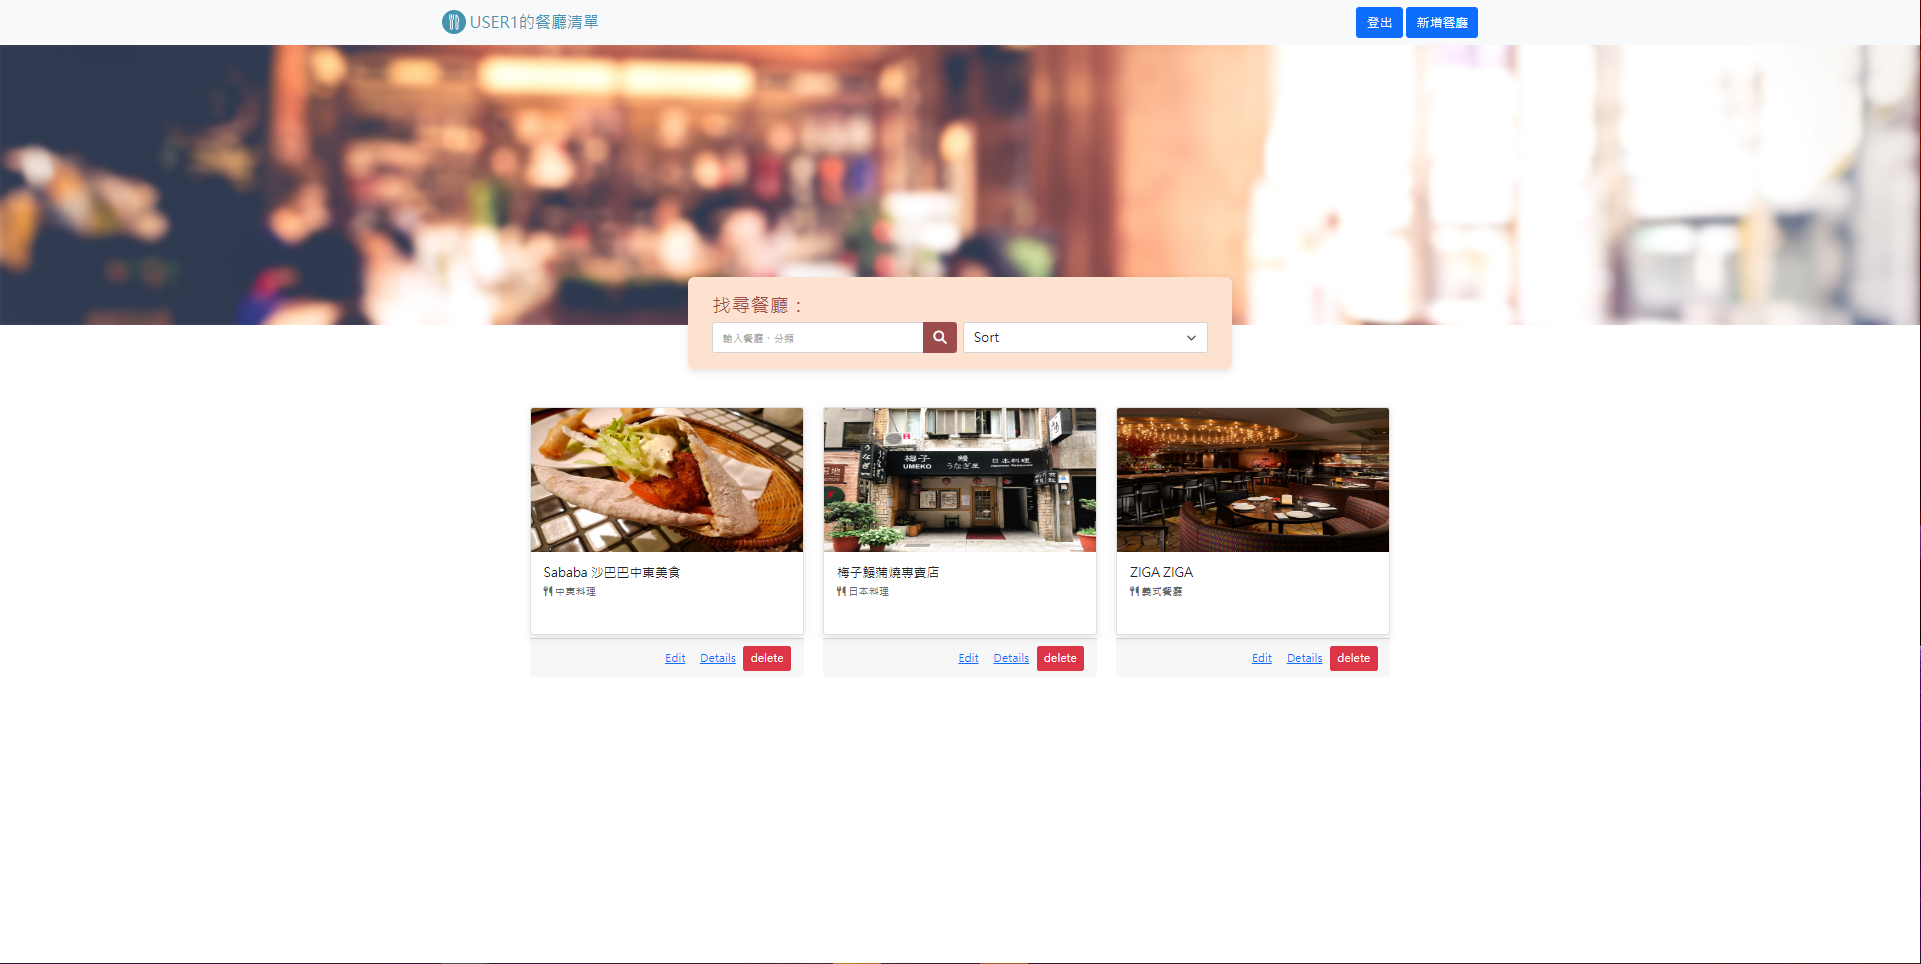 USER1的餐廳清單
登出 新增餐廳
找尋餐廳：
輸入餐廳、分類
Sort
梅子 鰻 日本料理
UMEKO うなぎ屋 Japanese Restaurant
Sababa 沙巴巴中東美食
中東料理
Edit Details delete
梅子鰻蒲燒專賣店
日本料理
Edit Details delete
ZIGA ZIGA
義式餐廳
Edit Details delete